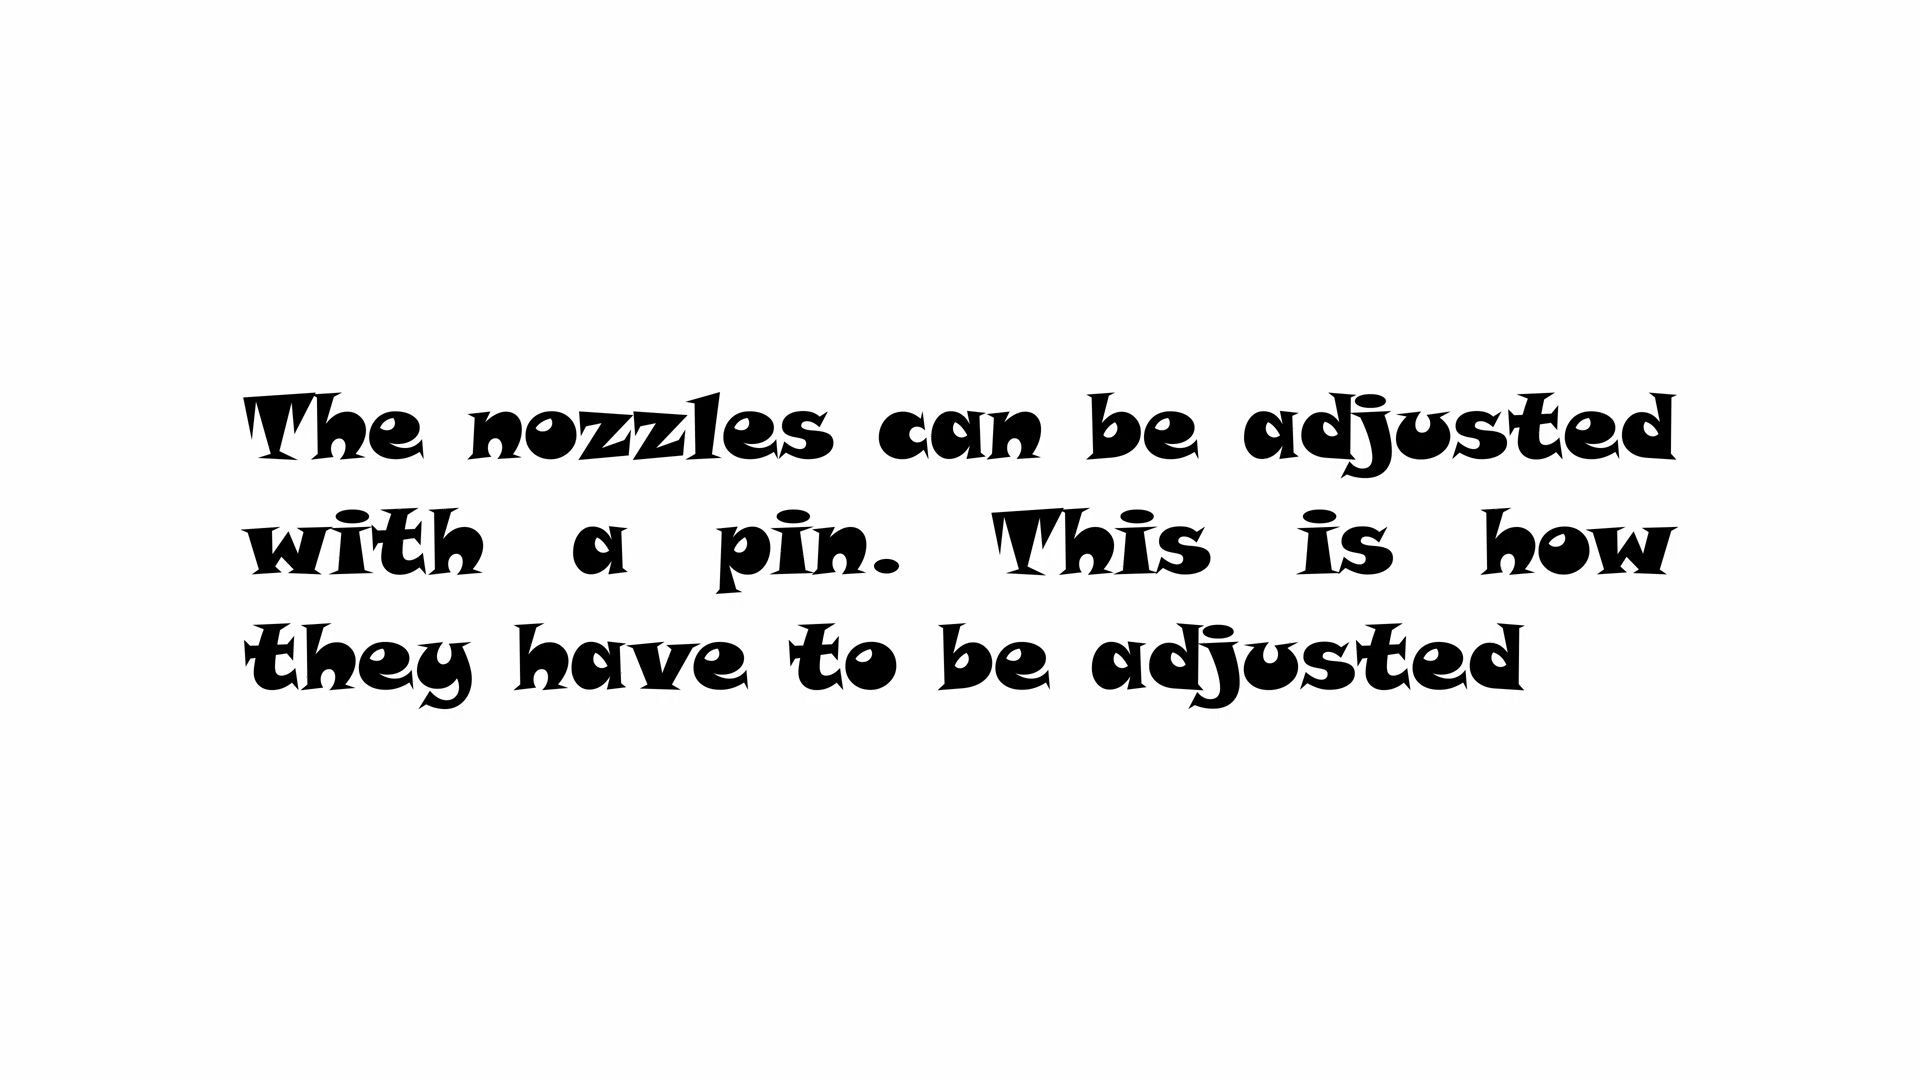 The nozzles can be adjusted
with a pin. This is how
they have to be adjusted